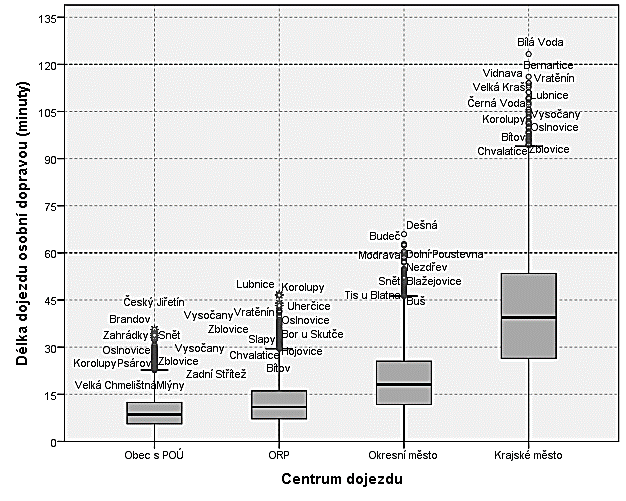 135
120
105
90
75
60
45
30
15
0
Délka dojezdu osobní dopravou (minuty)
Bílá Voda
Bernartice
Vidnava
Vratěnín
Velká Kraš
Lubnice
Černá Voda
Vysočany
Korolupy
Oslnovice
Bítov
Chvalatice
Zblovice
Dešná
Budeč
Modrava
Dolní Poustevna
Nezdřev
Snět
Blažejovice
Tis u Blatna
Buš
Lubnice
Korolupy
Uherčice
Vratěnín
Vysočany
Oslnovice
Zblovice
Bor u Skutče
Slapy
Chvalatice
Hojovice
Bítov
Český Jiřetín
Brandov
Zahrádky
Snět
Oslnovice
Vysočany
Korolupy
Psárov
Zblovice
Zadní Střítež
Velká Chmelištná
Mlýny
Obec s POÚ
ORP
Okresní město
Krajské město
Centrum dojezdu